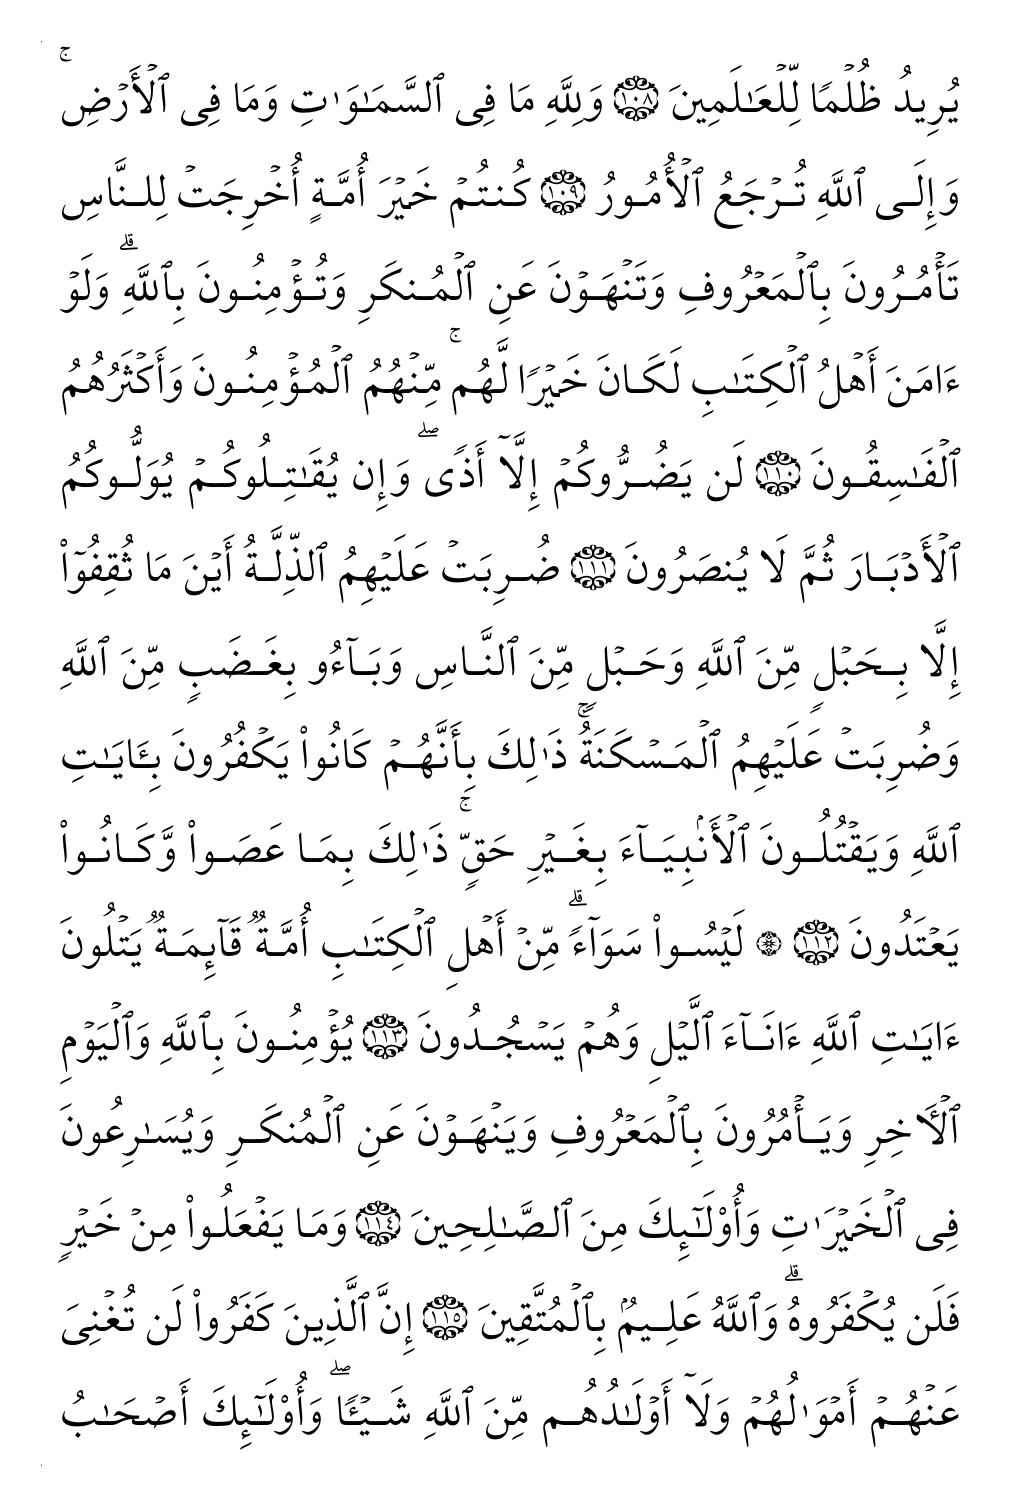 يُرِيدُ ظُلۡمٗا لِّلۡعَـٰلَمِينَ ١٠٨ وَلِلَّهِ مَا فِى ٱلسَّمَـٰوَٰتِ وَمَا فِى ٱلۡأَرۡضِۚ
وَإِلَى ٱللَّهِ تُرۡجَعُ ٱلۡأُمُورُ ١٠٩ كُنتُمۡ خَيۡرَ أُمَّةٍ أُخۡرِجَتۡ لِلنَّاسِ
تَأۡمُرُونَ بِٱلۡمَعۡرُوفِ وَتَنۡهَوۡنَ عَنِ ٱلۡمُنكَرِ وَتُؤۡمِنُونَ بِٱللَّهِۗ وَلَوۡ
ءَامَنَ أَهۡلُ ٱلۡكِتَـٰبِ لَكَانَ خَيۡرٗا لَّهُمۚ مِّنۡهُمُ ٱلۡمُؤۡمِنُونَ وَأَكۡثَرُهُمُ
ٱلۡفَـٰسِقُونَ ١١٠ لَن يَضُرُّوكُمۡ إِلَّآ أَذٗىۖ وَإِن يُقَـٰتِلُوكُمۡ يُوَلُّوكُمُ
ٱلۡأَدۡبَارَ ثُمَّ لَا يُنصَرُونَ ١١١ ضُرِبَتۡ عَلَيۡهِمُ ٱلذِّلَّةُ أَيۡنَ مَا ثُقِفُوٓاْ
إِلَّا بِحَبۡلٖ مِّنَ ٱللَّهِ وَحَبۡلٖ مِّنَ ٱلنَّاسِ وَبَآءُو بِغَضَبٖ مِّنَ ٱللَّهِ
وَضُرِبَتۡ عَلَيۡهِمُ ٱلۡمَسۡكَنَةُۚ ذَٰلِكَ بِأَنَّهُمۡ كَانُواْ يَكۡفُرُونَ بِـَٔايَـٰتِ
ٱللَّهِ وَيَقۡتُلُونَ ٱلۡأَنۢبِيَآءَ بِغَيۡرِ حَقّٖۚ ذَٰلِكَ بِمَا عَصَواْ وَّكَانُواْ
يَعۡتَدُونَ ١١٢ ۞ لَيۡسُواْ سَوَآءٗۗ مِّنۡ أَهۡلِ ٱلۡكِتَـٰبِ أُمَّةٞ قَآئِمَةٞ يَتۡلُونَ
ءَايَـٰتِ ٱللَّهِ ءَانَآءَ ٱلَّيۡلِ وَهُمۡ يَسۡجُدُونَ ١١٣ يُؤۡمِنُونَ بِٱللَّهِ وَٱلۡيَوۡمِ
ٱلۡأٓخِرِ وَيَأۡمُرُونَ بِٱلۡمَعۡرُوفِ وَيَنۡهَوۡنَ عَنِ ٱلۡمُنكَرِ وَيُسَـٰرِعُونَ
فِى ٱلۡخَيۡرَٰتِ وَأُوْلَـٰٓئِكَ مِنَ ٱلصَّـٰلِحِينَ ١١٤ وَمَا يَفۡعَلُواْ مِنۡ خَيۡرٖ
فَلَن يُكۡفَرُوهُۗ وَٱللَّهُ عَلِيمُۢ بِٱلۡمُتَّقِينَ ١١٥ إِنَّ ٱلَّذِينَ كَفَرُواْ لَن تُغۡنِىَ
عَنۡهُمۡ أَمۡوَٰلُهُمۡ وَلَآ أَوۡلَـٰدُهُم مِّنَ ٱللَّهِ شَيۡـٔٗاۖ وَأُوْلَـٰٓئِكَ أَصۡحَـٰبُ